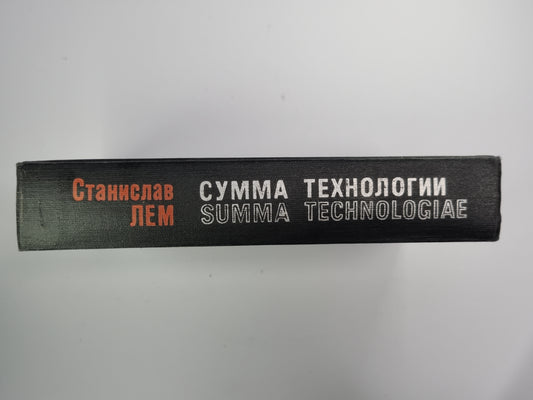 Станислав
ЛЕМ
СУММА ТЕХНОЛОГИИ
SUMMA TECHNOLOGIAE